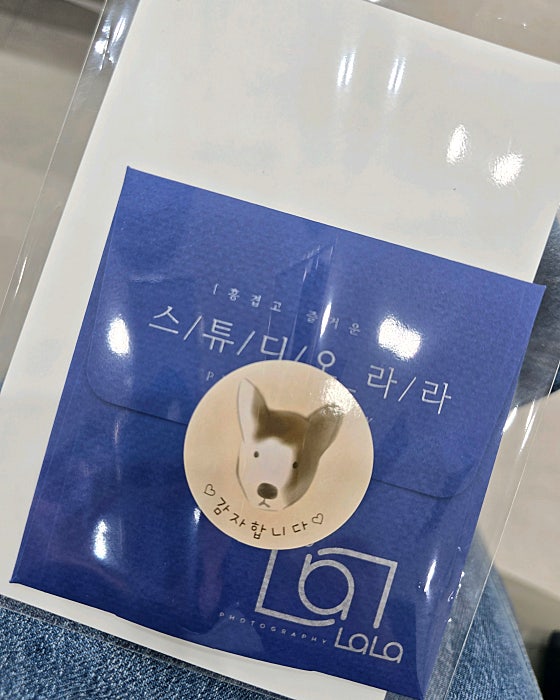 (흥겹고 즐거운
스/튜/디/오_라/라
♡감자합니다♡
PHOTOGRAPHY LaLa